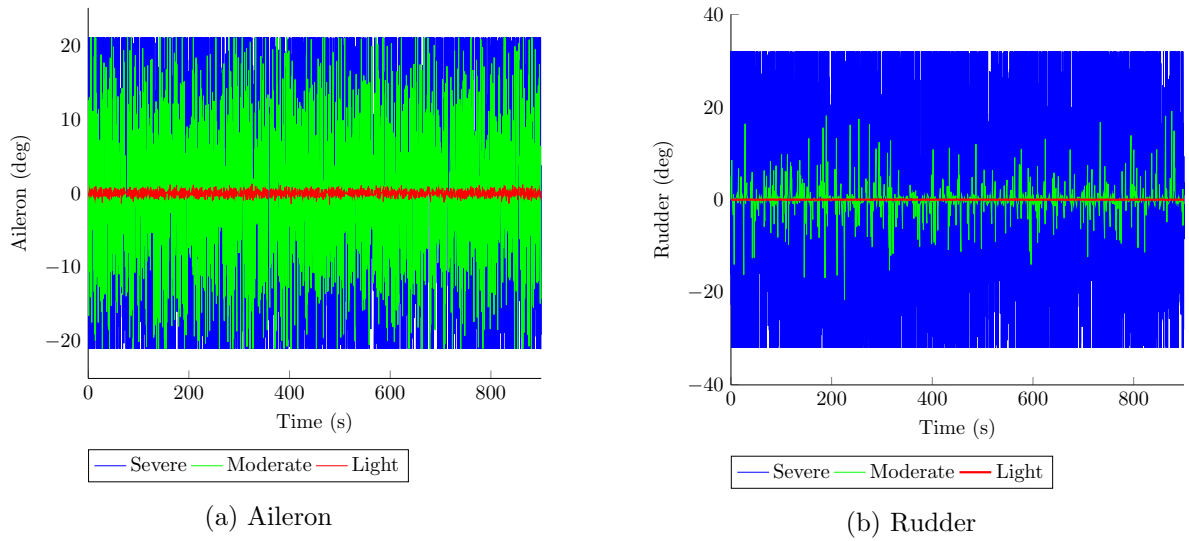 20
10
0
−10
−20
Aileron (deg)
0 200 400 600 800
Time (s)
Severe Moderate Light
(a) Aileron
40
20
0
−20
−40
Rudder (deg)
0 200 400 600 800
Time (s)
Severe Moderate Light
(b) Rudder